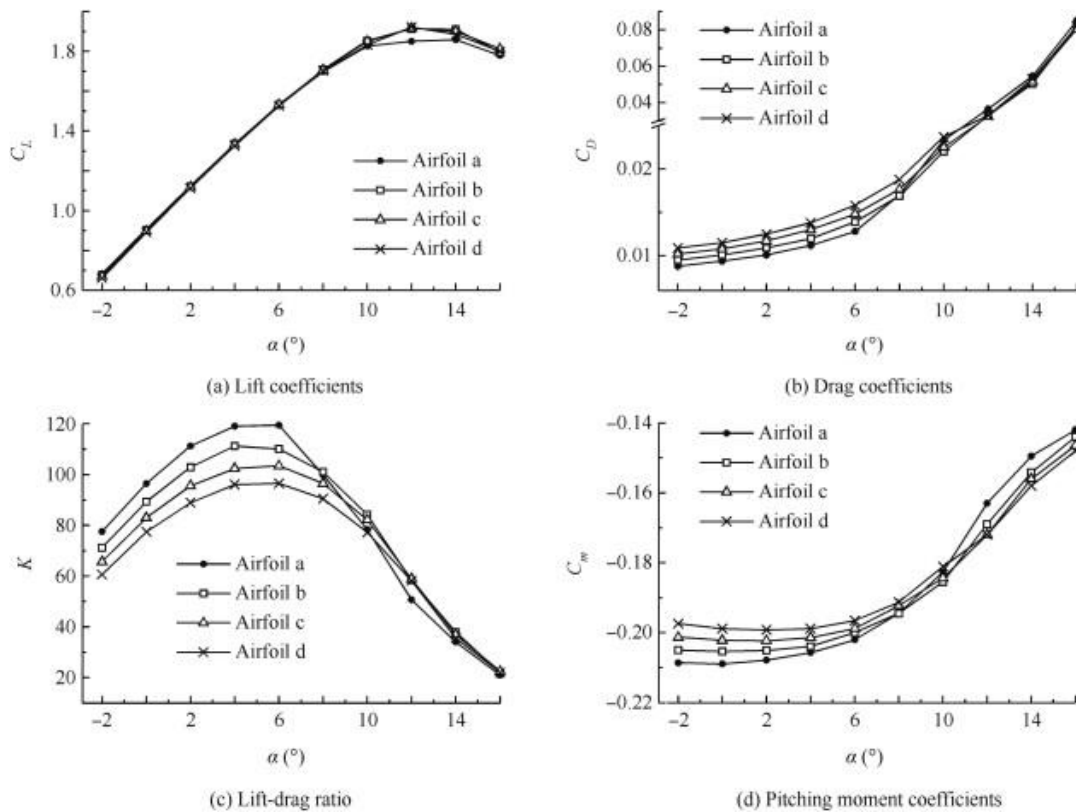 1.8
1.4
1.0
0.6
C_L
Airfoil a
Airfoil b
Airfoil c
Airfoil d
−2 2 6 10 14
α (°)
(a) Lift coefficients
0.08
0.06
0.04
0.02
0.01
C_D
Airfoil a
Airfoil b
Airfoil c
Airfoil d
−2 2 6 10 14
α (°)
(b) Drag coefficients
120
100
80
60
40
20
K
Airfoil a
Airfoil b
Airfoil c
Airfoil d
−2 2 6 10 14
α (°)
(c) Lift-drag ratio
−0.14
−0.16
−0.18
−0.20
−0.22
C_m
Airfoil a
Airfoil b
Airfoil c
Airfoil d
−2 2 6 10 14
α (°)
(d) Pitching moment coefficients